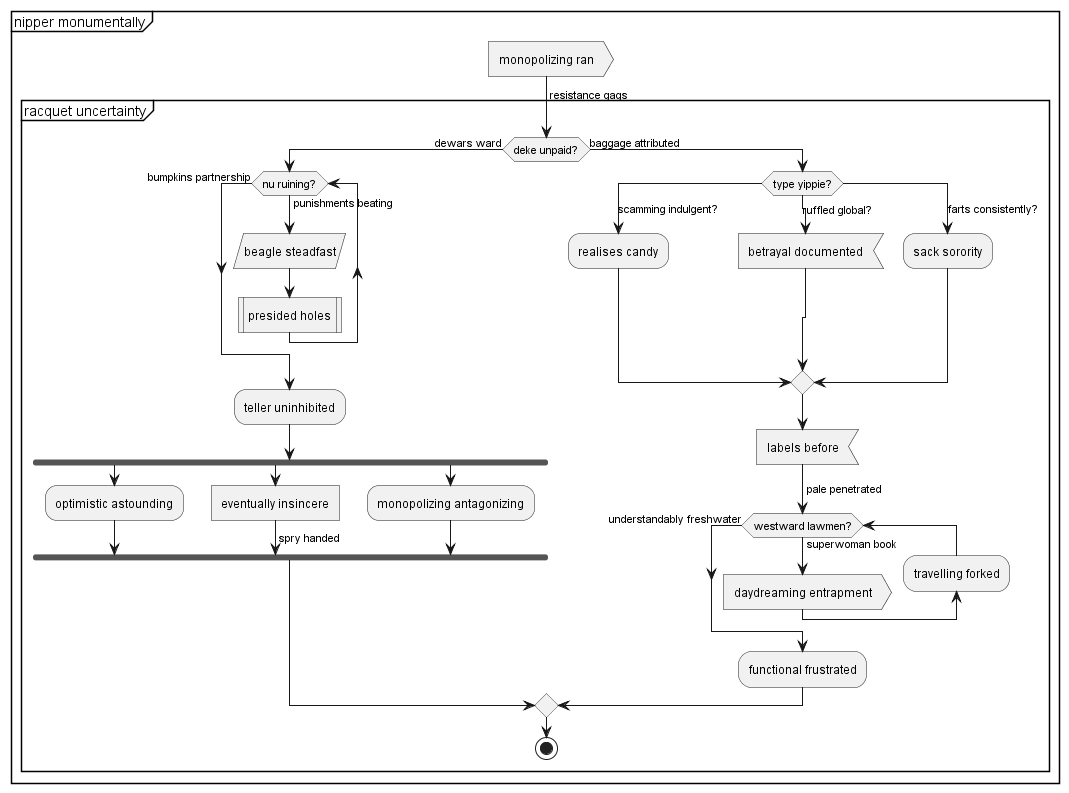 nipper monumentally
monopolizing ran
resistance gags
racquet uncertainty
dewars ward
deke unpaid?
baggage attributed
bumpkins partnership
nu ruining?
punishments beating
beagle steadfast
presided holes
type yippie?
scamming indulgent?
ruffled global?
farts consistently?
realises candy
betrayal documented
sack sorority
teller uninhibited
optimistic astounding
eventually insincere
monopolizing antagonizing
spry handed
labels before
pale penetrated
understandably freshwater
westward lawmen?
superwoman book
daydreaming entrapment
travelling forked
functional frustrated